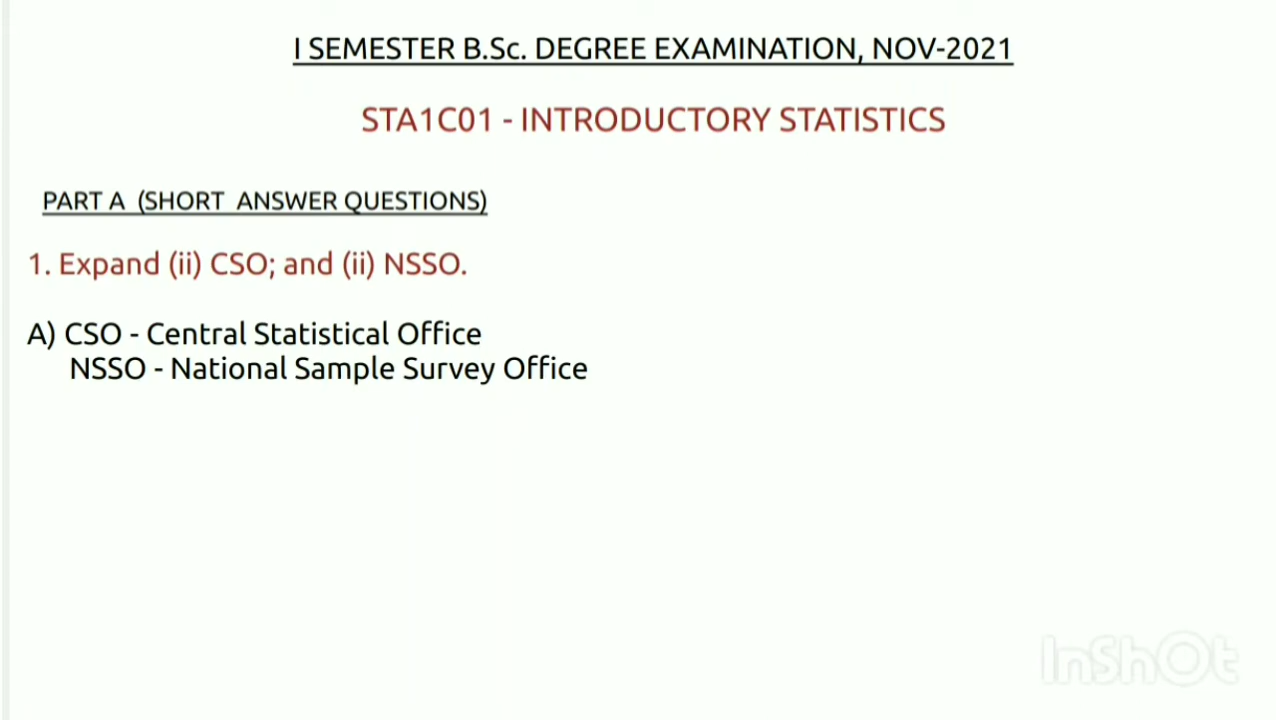 I SEMESTER B.Sc. DEGREE EXAMINATION, NOV-2021
STA1C01 - INTRODUCTORY STATISTICS
PART A (SHORT ANSWER QUESTIONS)
1. Expand (ii) CSO; and (ii) NSSO.
A) CSO - Central Statistical Office
NSSO - National Sample Survey Office
InShOt